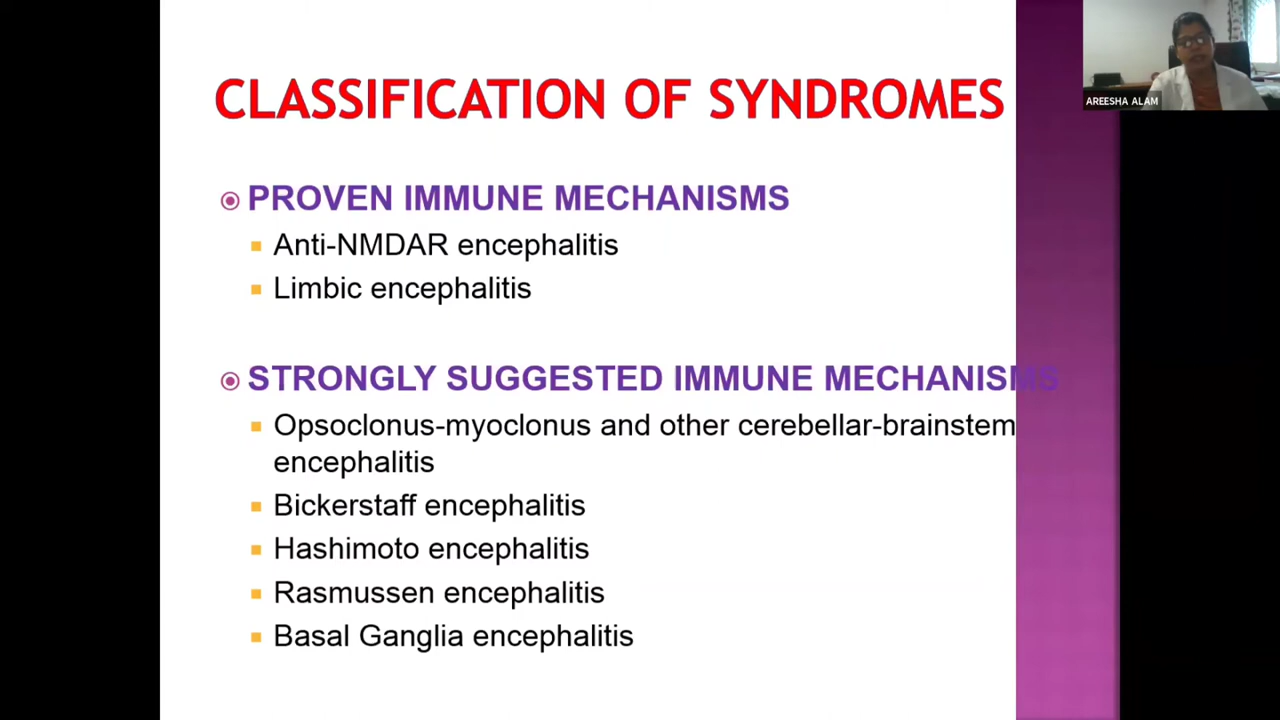 CLASSIFICATION OF SYNDROMES
AREESHA ALAM
PROVEN IMMUNE MECHANISMS
Anti-NMDAR encephalitis
Limbic encephalitis
STRONGLY SUGGESTED IMMUNE MECHANISMS
Opsoclonus-myoclonus and other cerebellar-brainstem
encephalitis
Bickerstaff encephalitis
Hashimoto encephalitis
Rasmussen encephalitis
Basal Ganglia encephalitis